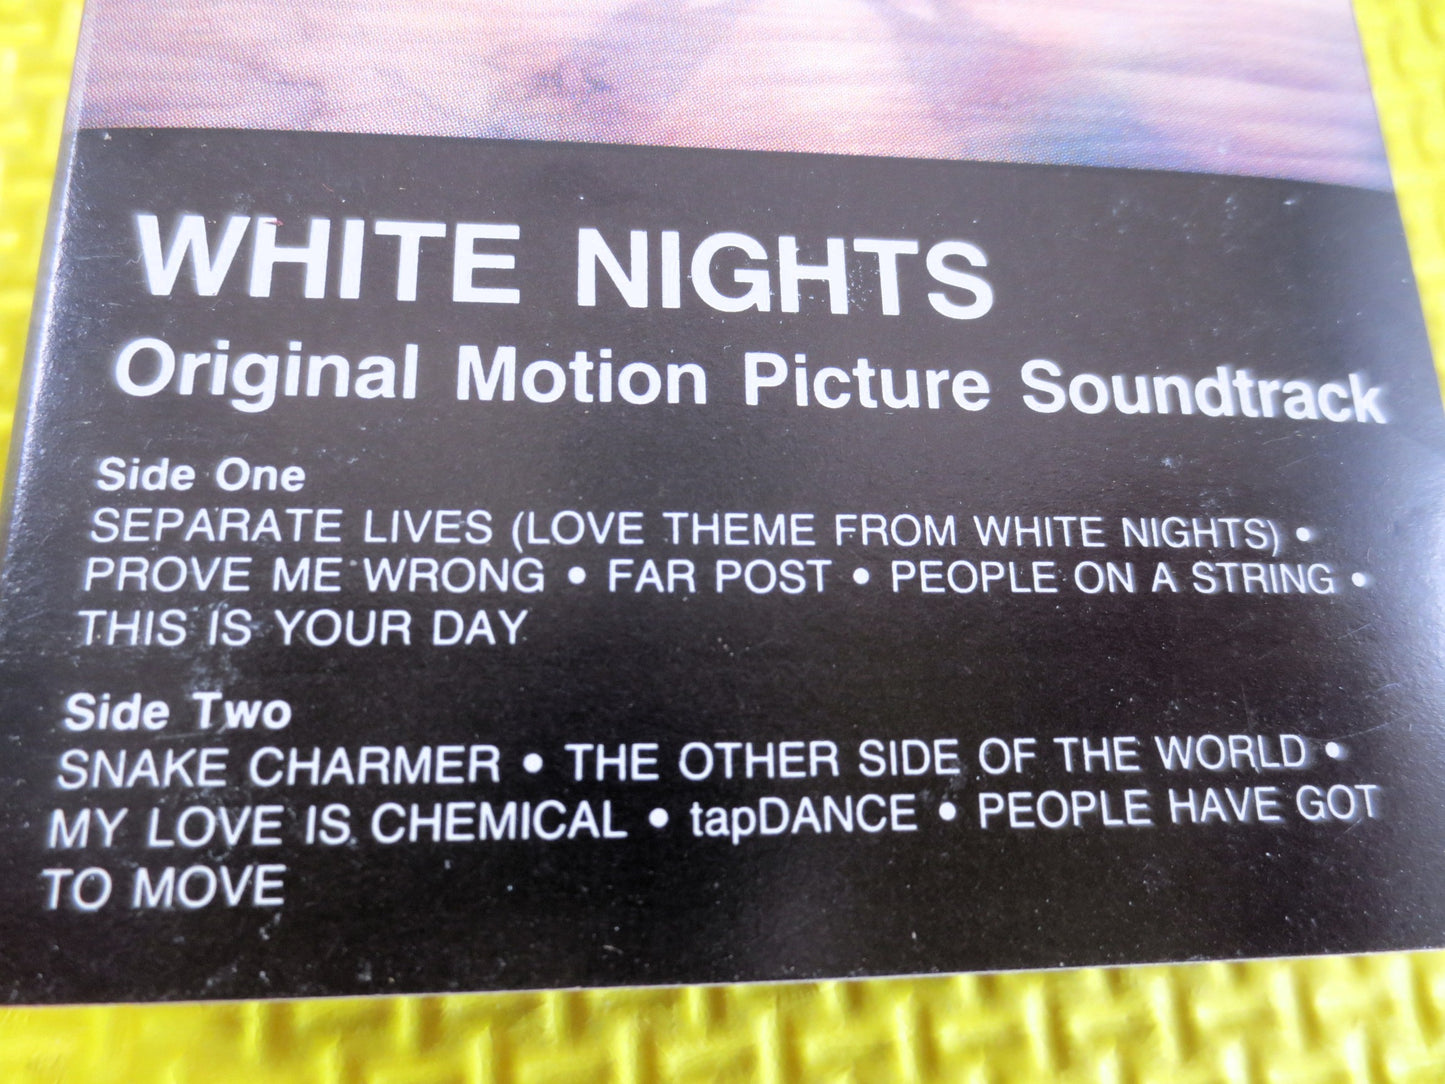 WHITE NIGHTS
Original Motion Picture Soundtrack
Side One
SEPARATE LIVES (LOVE THEME FROM WHITE NIGHTS) •
PROVE ME WRONG • FAR POST • PEOPLE ON A STRING •
THIS IS YOUR DAY
Side Two
SNAKE CHARMER • THE OTHER SIDE OF THE WORLD •
MY LOVE IS CHEMICAL • tapDANCE • PEOPLE HAVE GOT
TO MOVE